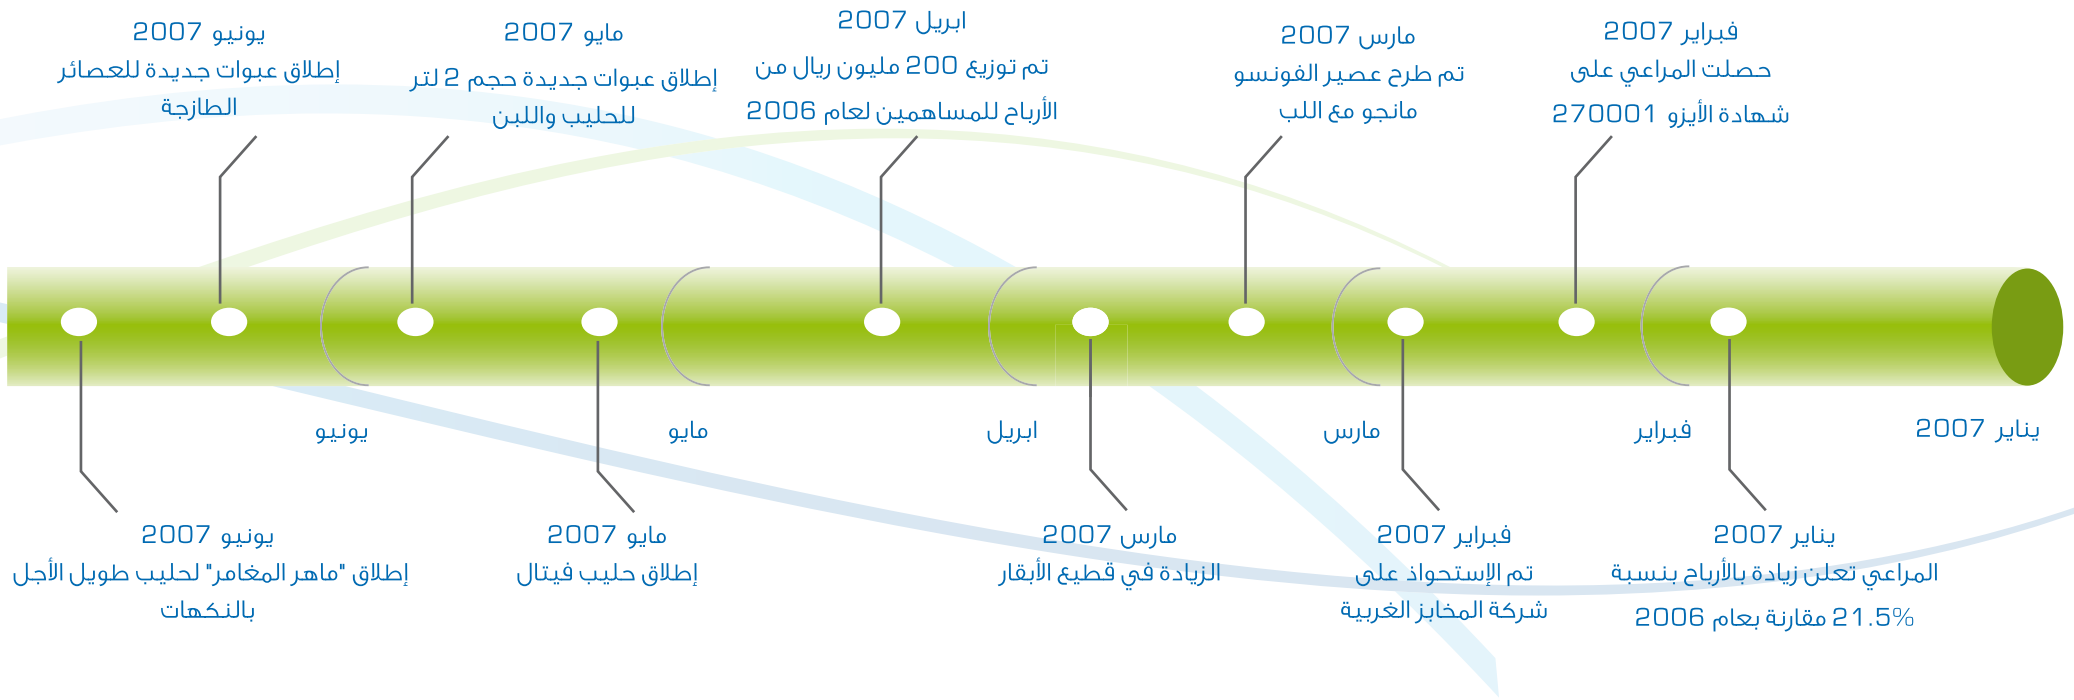 فبراير 2007
حصلت المراعي على
شهادة الأيزو 270001
مارس 2007
تم طرح عصير الفونسو
مانجو مع اللب
ابريل 2007
تم توزيع 200 مليون ريال من
الأرباح للمساهمين لعام 2006
مايو 2007
إطلاق عبوات جديدة حجم 2 لتر
للحليب واللبن
يونيو 2007
إطلاق عبوات جديدة للعصائر
الطازجة
يناير 2007
فبراير
مارس
ابريل
مايو
يونيو
يناير 2007
المراعي تعلن زيادة بالأرباح بنسبة
21.5% مقارنة بعام 2006
فبراير 2007
تم الإستحواذ على
شركة المخابز الغربية
مارس 2007
الزيادة في قطيع الأبقار
مايو 2007
إطلاق حليب فيتال
يونيو 2007
إطلاق "ماهر المغامر" لحليب طويل الأجل
بالنكهات